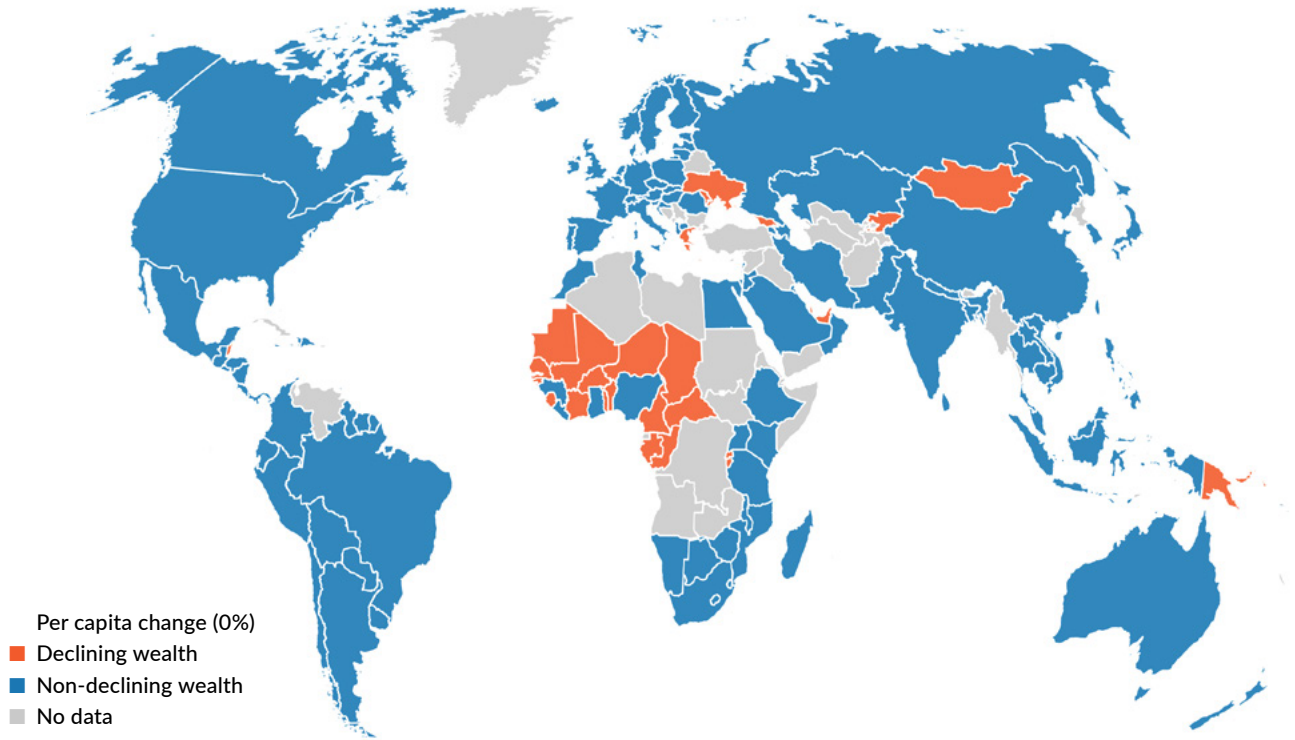 Per capita change (0%)
Declining wealth
Non-declining wealth
No data